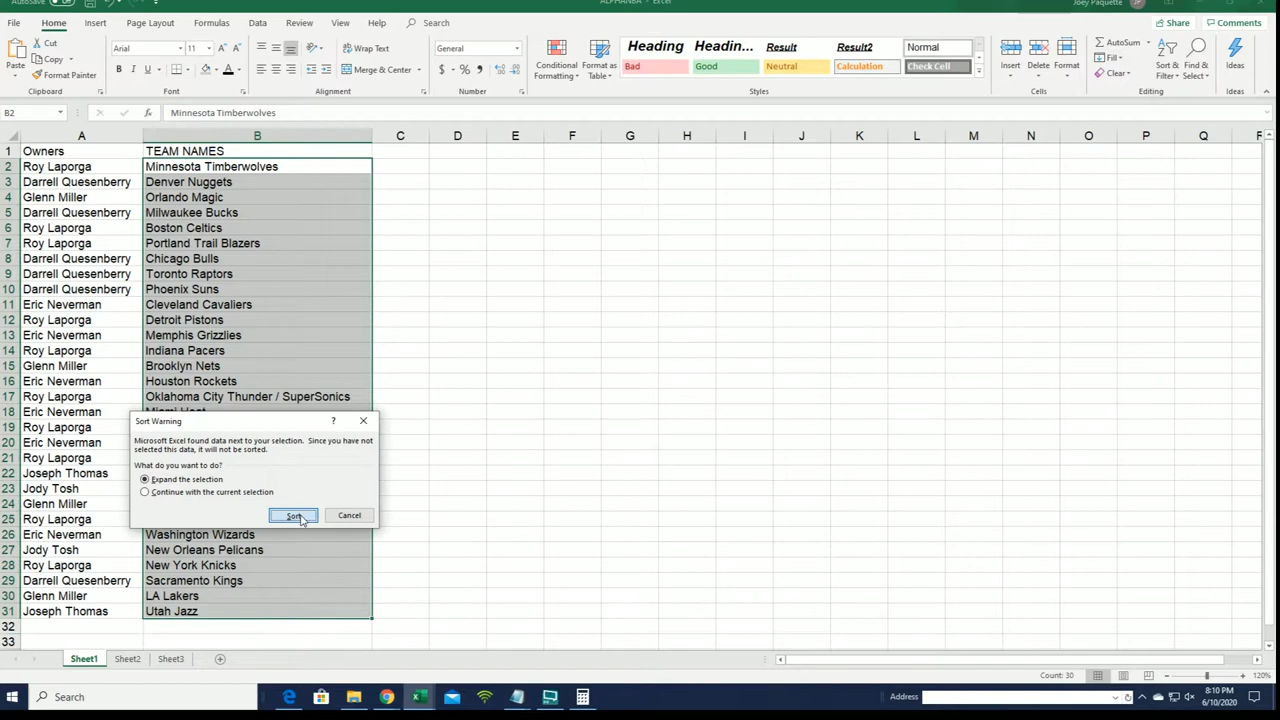 AutoSave
Off
ALPHANBA - Excel
Joey Paquette
JP
File Home Insert Page Layout Formulas Data Review View Help Search
Share Comments
Paste
Cut
Copy
Format Painter
Clipboard
Arial 11
B I U
Font
Wrap Text
Merge & Center
Alignment
General
$ % ,
Number
Conditional
Formatting
Format as
Table
Heading Headin... Result Result2 Normal
Bad Good Neutral Calculation Check Cell
Styles
Insert Delete Format
Cells
AutoSum
Fill
Clear
Sort &
Filter
Find &
Select
Editing
Ideas
Ideas
B2 fx Minnesota Timberwolves
A B C D E F G H I J K L M N O P Q
1 Owners TEAM NAMES
2 Roy Laporga Minnesota Timberwolves
3 Darrell Quesenberry Denver Nuggets
4 Glenn Miller Orlando Magic
5 Darrell Quesenberry Milwaukee Bucks
6 Roy Laporga Boston Celtics
7 Roy Laporga Portland Trail Blazers
8 Darrell Quesenberry Chicago Bulls
9 Darrell Quesenberry Toronto Raptors
10 Darrell Quesenberry Phoenix Suns
11 Eric Neverman Cleveland Cavaliers
12 Roy Laporga Detroit Pistons
13 Eric Neverman Memphis Grizzlies
14 Roy Laporga Indiana Pacers
15 Glenn Miller Brooklyn Nets
16 Eric Neverman Houston Rockets
17 Roy Laporga Oklahoma City Thunder / SuperSonics
18 Eric Neverman Miami Heat
19 Roy Laporga
20 Eric Neverman
21 Roy Laporga
22 Joseph Thomas
23 Jody Tosh
24 Glenn Miller
25 Roy Laporga
26 Eric Neverman Washington Wizards
27 Jody Tosh New Orleans Pelicans
28 Roy Laporga New York Knicks
29 Darrell Quesenberry Sacramento Kings
30 Glenn Miller LA Lakers
31 Joseph Thomas Utah Jazz
32
33
Sort Warning ?
Microsoft Excel found data next to your selection. Since you have not
selected this data, it will not be sorted.
What do you want to do?
Expand the selection
Continue with the current selection
Sort Cancel
Sheet1 Sheet2 Sheet3
Count: 30 120%
Search
Address
8:10 PM
6/10/2020